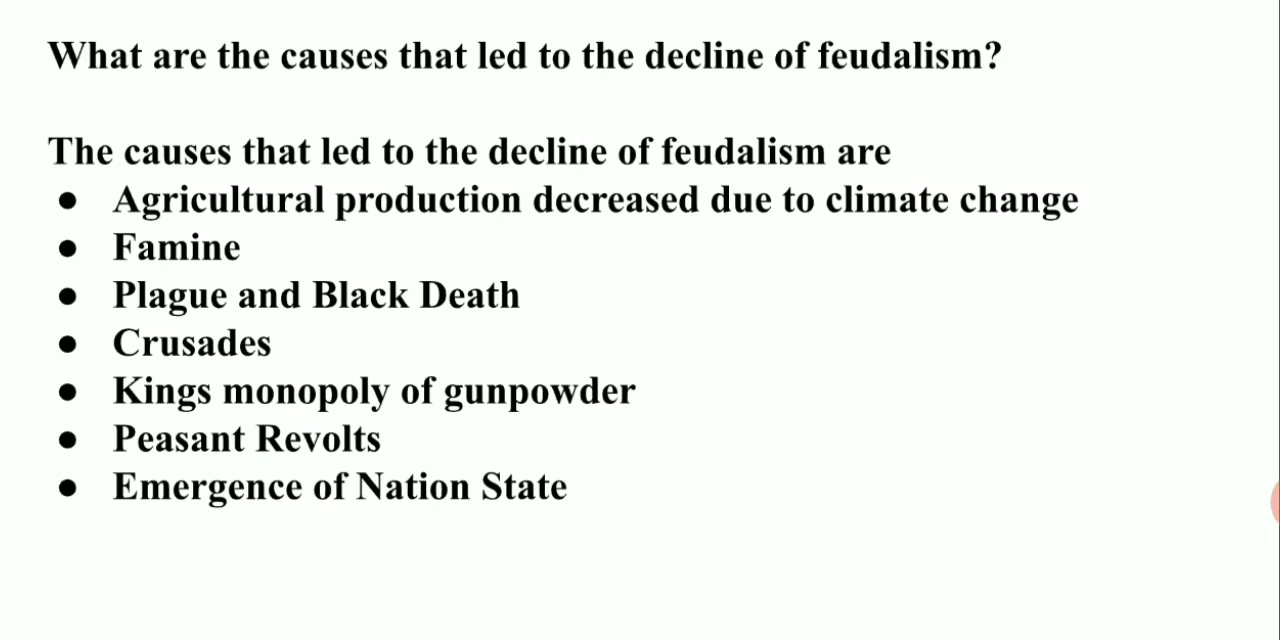 What are the causes that led to the decline of feudalism?
The causes that led to the decline of feudalism are
● Agricultural production decreased due to climate change
● Famine
● Plague and Black Death
● Crusades
● Kings monopoly of gunpowder
● Peasant Revolts
● Emergence of Nation State